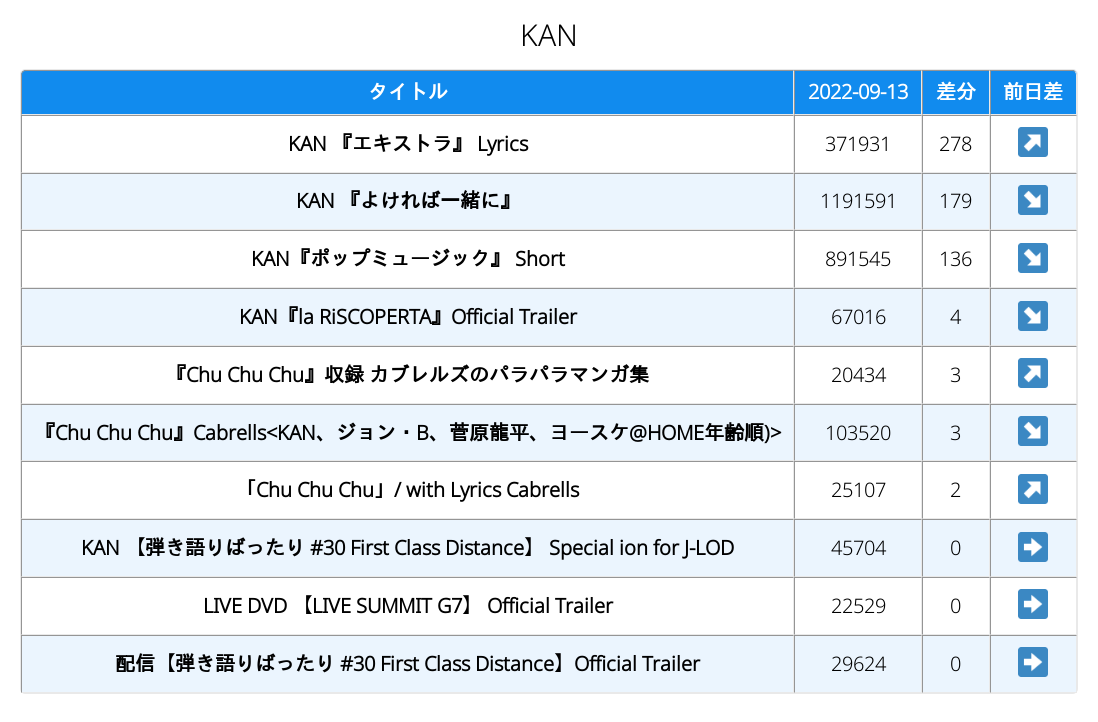 KAN
タイトル 2022-09-13 差分 前日差
KAN 『エキストラ』 Lyrics 371931 278 ↗
KAN 『よければ一緒に』 1191591 179 ↘
KAN『ポップミュージック』 Short 891545 136 ↘
KAN『la RiSCOPERTA』Official Trailer 67016 4 ↘
『Chu Chu Chu』収録 カブレルズのパラパラマンガ集 20434 3 ↗
『Chu Chu Chu』Cabrells<KAN、ジョン・B、菅原龍平、ヨースケ@HOME年齢順)> 103520 3 ↘
「Chu Chu Chu」/ with Lyrics Cabrells 25107 2 ↗
KAN 【弾き語りばったり #30 First Class Distance】 Special ion for J-LOD 45704 0 →
LIVE DVD 【LIVE SUMMIT G7】 Official Trailer 22529 0 →
配信【弾き語りばったり #30 First Class Distance】Official Trailer 29624 0 →